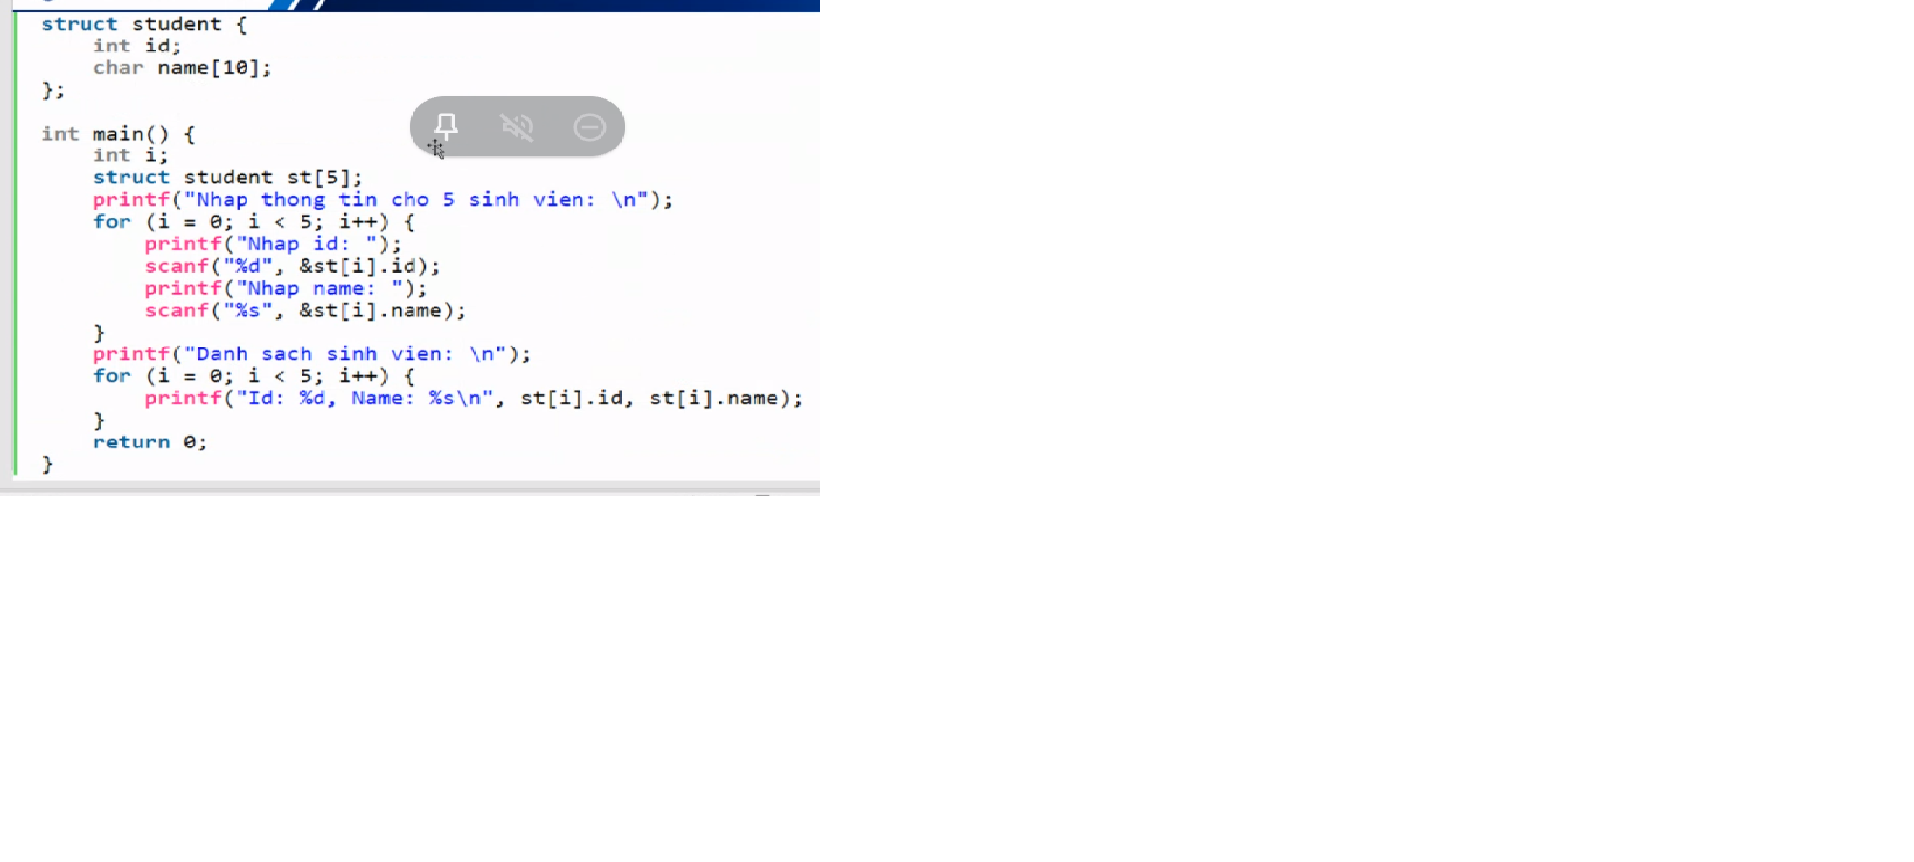 struct student {
int id;
char name[10];
};
int main() {
int i;
struct student st[5];
printf("Nhap thong tin cho 5 sinh vien: \n");
for (i = 0; i < 5; i++) {
printf("Nhap id: ");
scanf("%d", &st[i].id);
printf("Nhap name: ");
scanf("%s", &st[i].name);
}
printf("Danh sach sinh vien: \n");
for (i = 0; i < 5; i++) {
printf("Id: %d, Name: %s\n", st[i].id, st[i].name);
}
return 0;
}